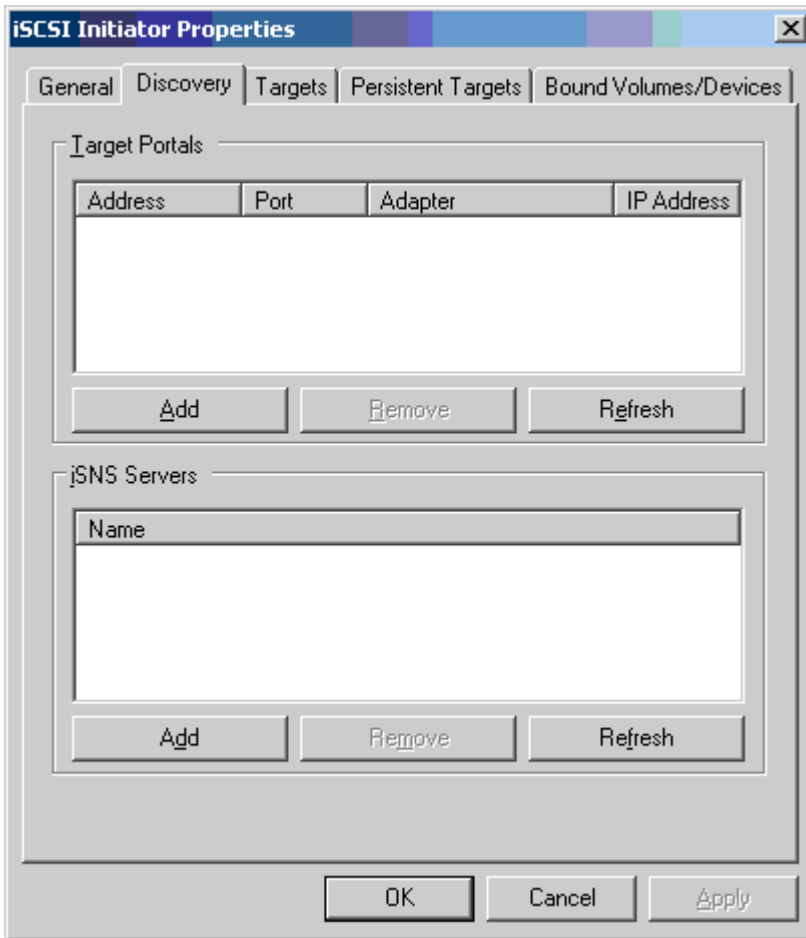 iSCSI Initiator Properties
General Discovery Targets Persistent Targets Bound Volumes/Devices
Target Portals
Address Port Adapter IP Address
Add Remove Refresh
iSNS Servers
Name
Add Remove Refresh
OK Cancel Apply